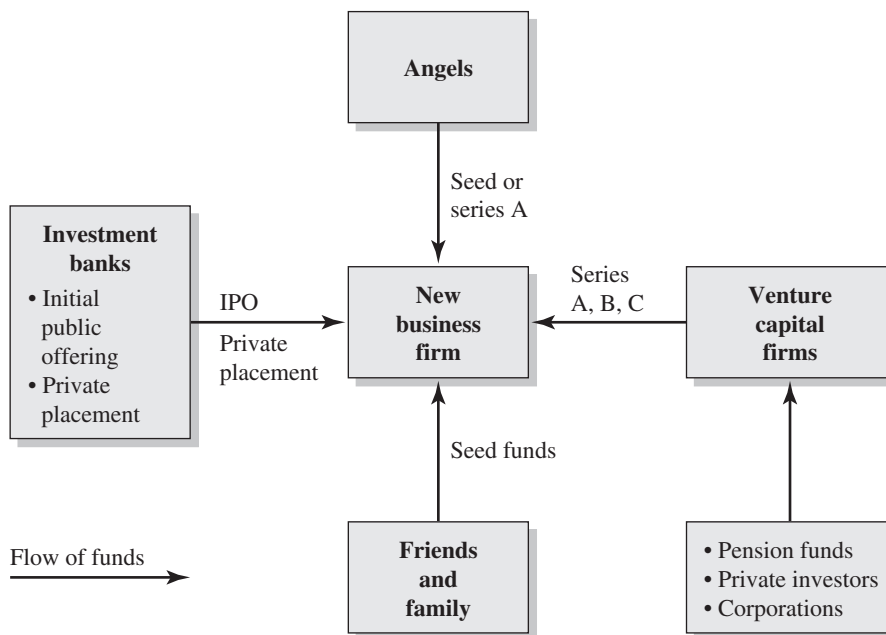 Angels
Seed or
series A
Investment
banks
• Initial
public
offering
• Private
placement
IPO
Private
placement
New
business
firm
Series
A, B, C
Venture
capital
firms
Seed funds
Flow of funds
Friends
and
family
• Pension funds
• Private investors
• Corporations